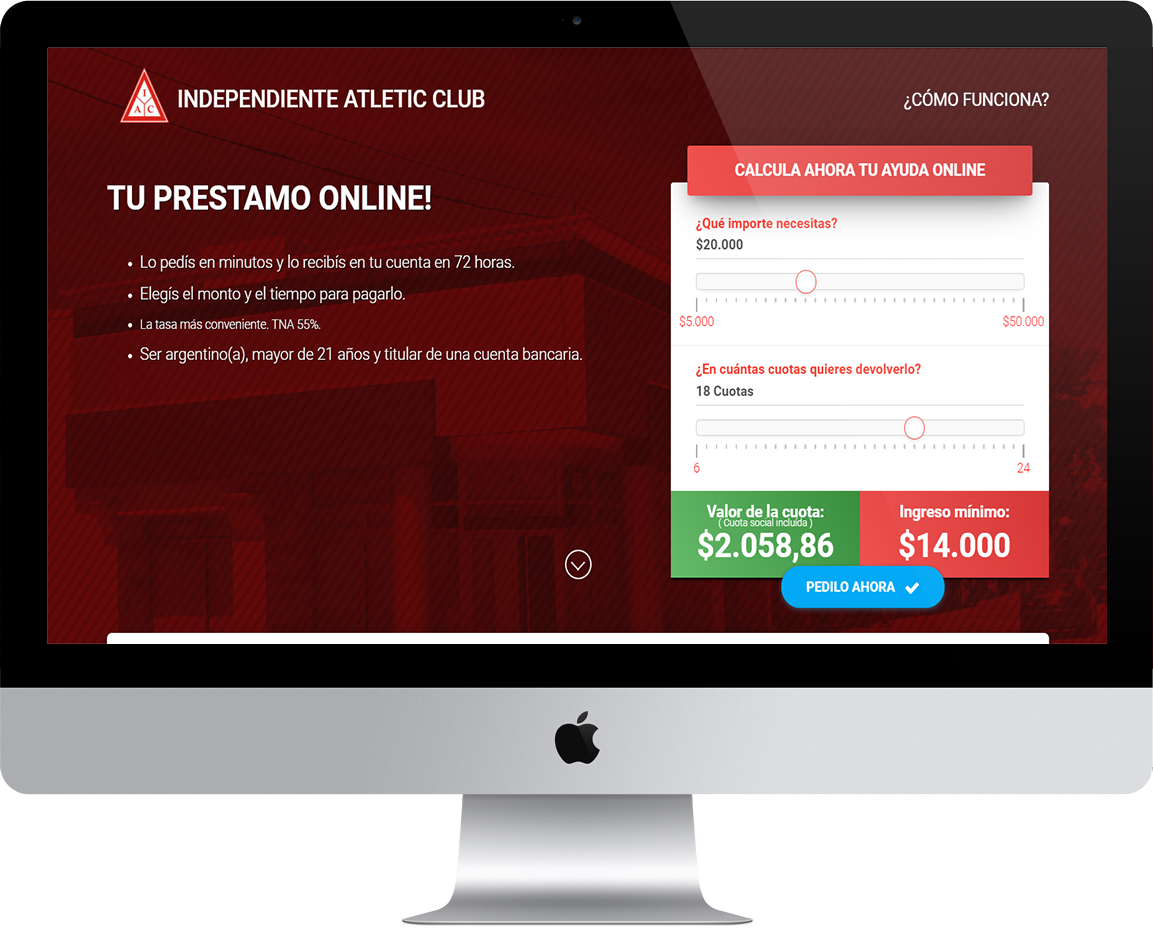 I
A C
INDEPENDIENTE ATLETIC CLUB
¿CÓMO FUNCIONA?
TU PRESTAMO ONLINE!
• Lo pedís en minutos y lo recibís en tu cuenta en 72 horas.
• Elegís el monto y el tiempo para pagarlo.
• La tasa más conveniente. TNA 55%.
• Ser argentino(a), mayor de 21 años y titular de una cuenta bancaria.
CALCULA AHORA TU AYUDA ONLINE
¿Qué importe necesitas?
$20.000
$5.000 $50.000
¿En cuántas cuotas quieres devolverlo?
18 Cuotas
6 24
Valor de la cuota:
( Cuota social incluida )
$2.058,86
Ingreso mínimo:
$14.000
PEDILO AHORA